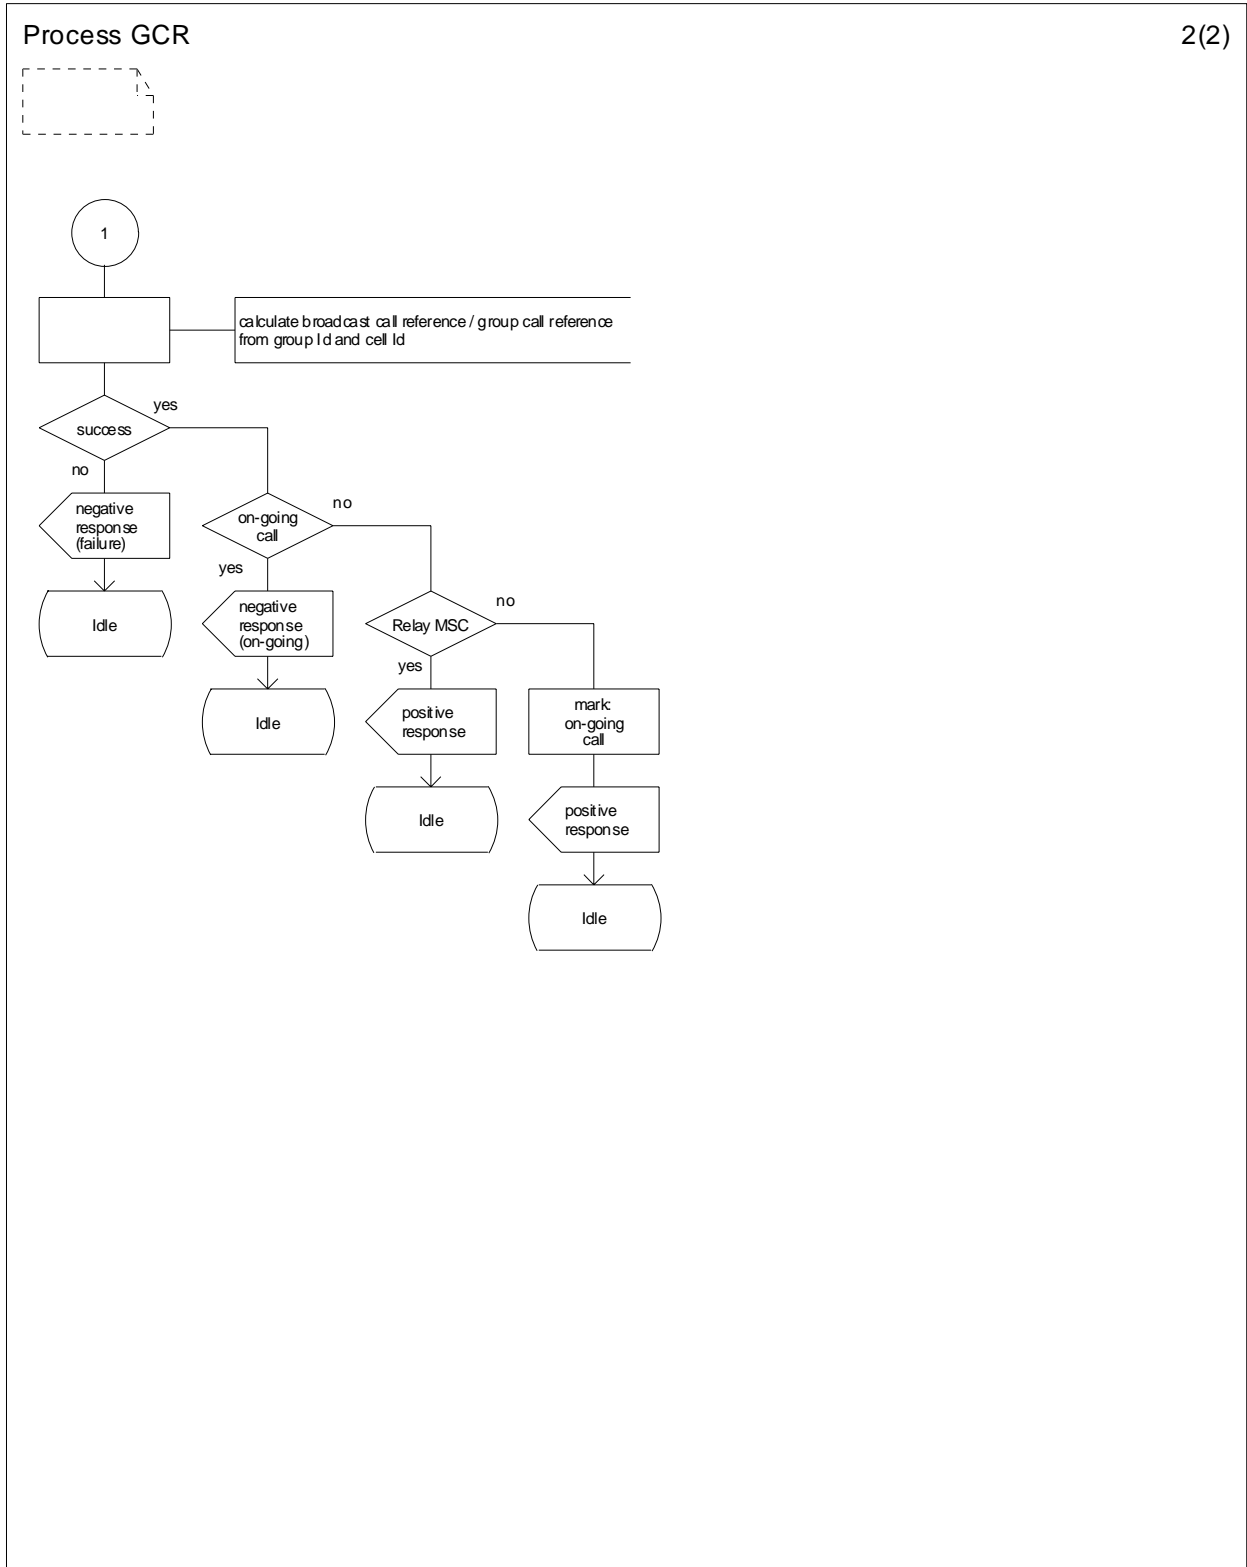 Process GCR
2(2)
1
calculate broadcast call reference / group call reference
from group Id and cell Id
yes
success
no
negative
response
(failure)
no
on-going
call
yes
Idle
negative
response
(on-going)
no
Relay MSC
yes
Idle
positive
response
mark:
on-going
call
Idle
positive
response
Idle